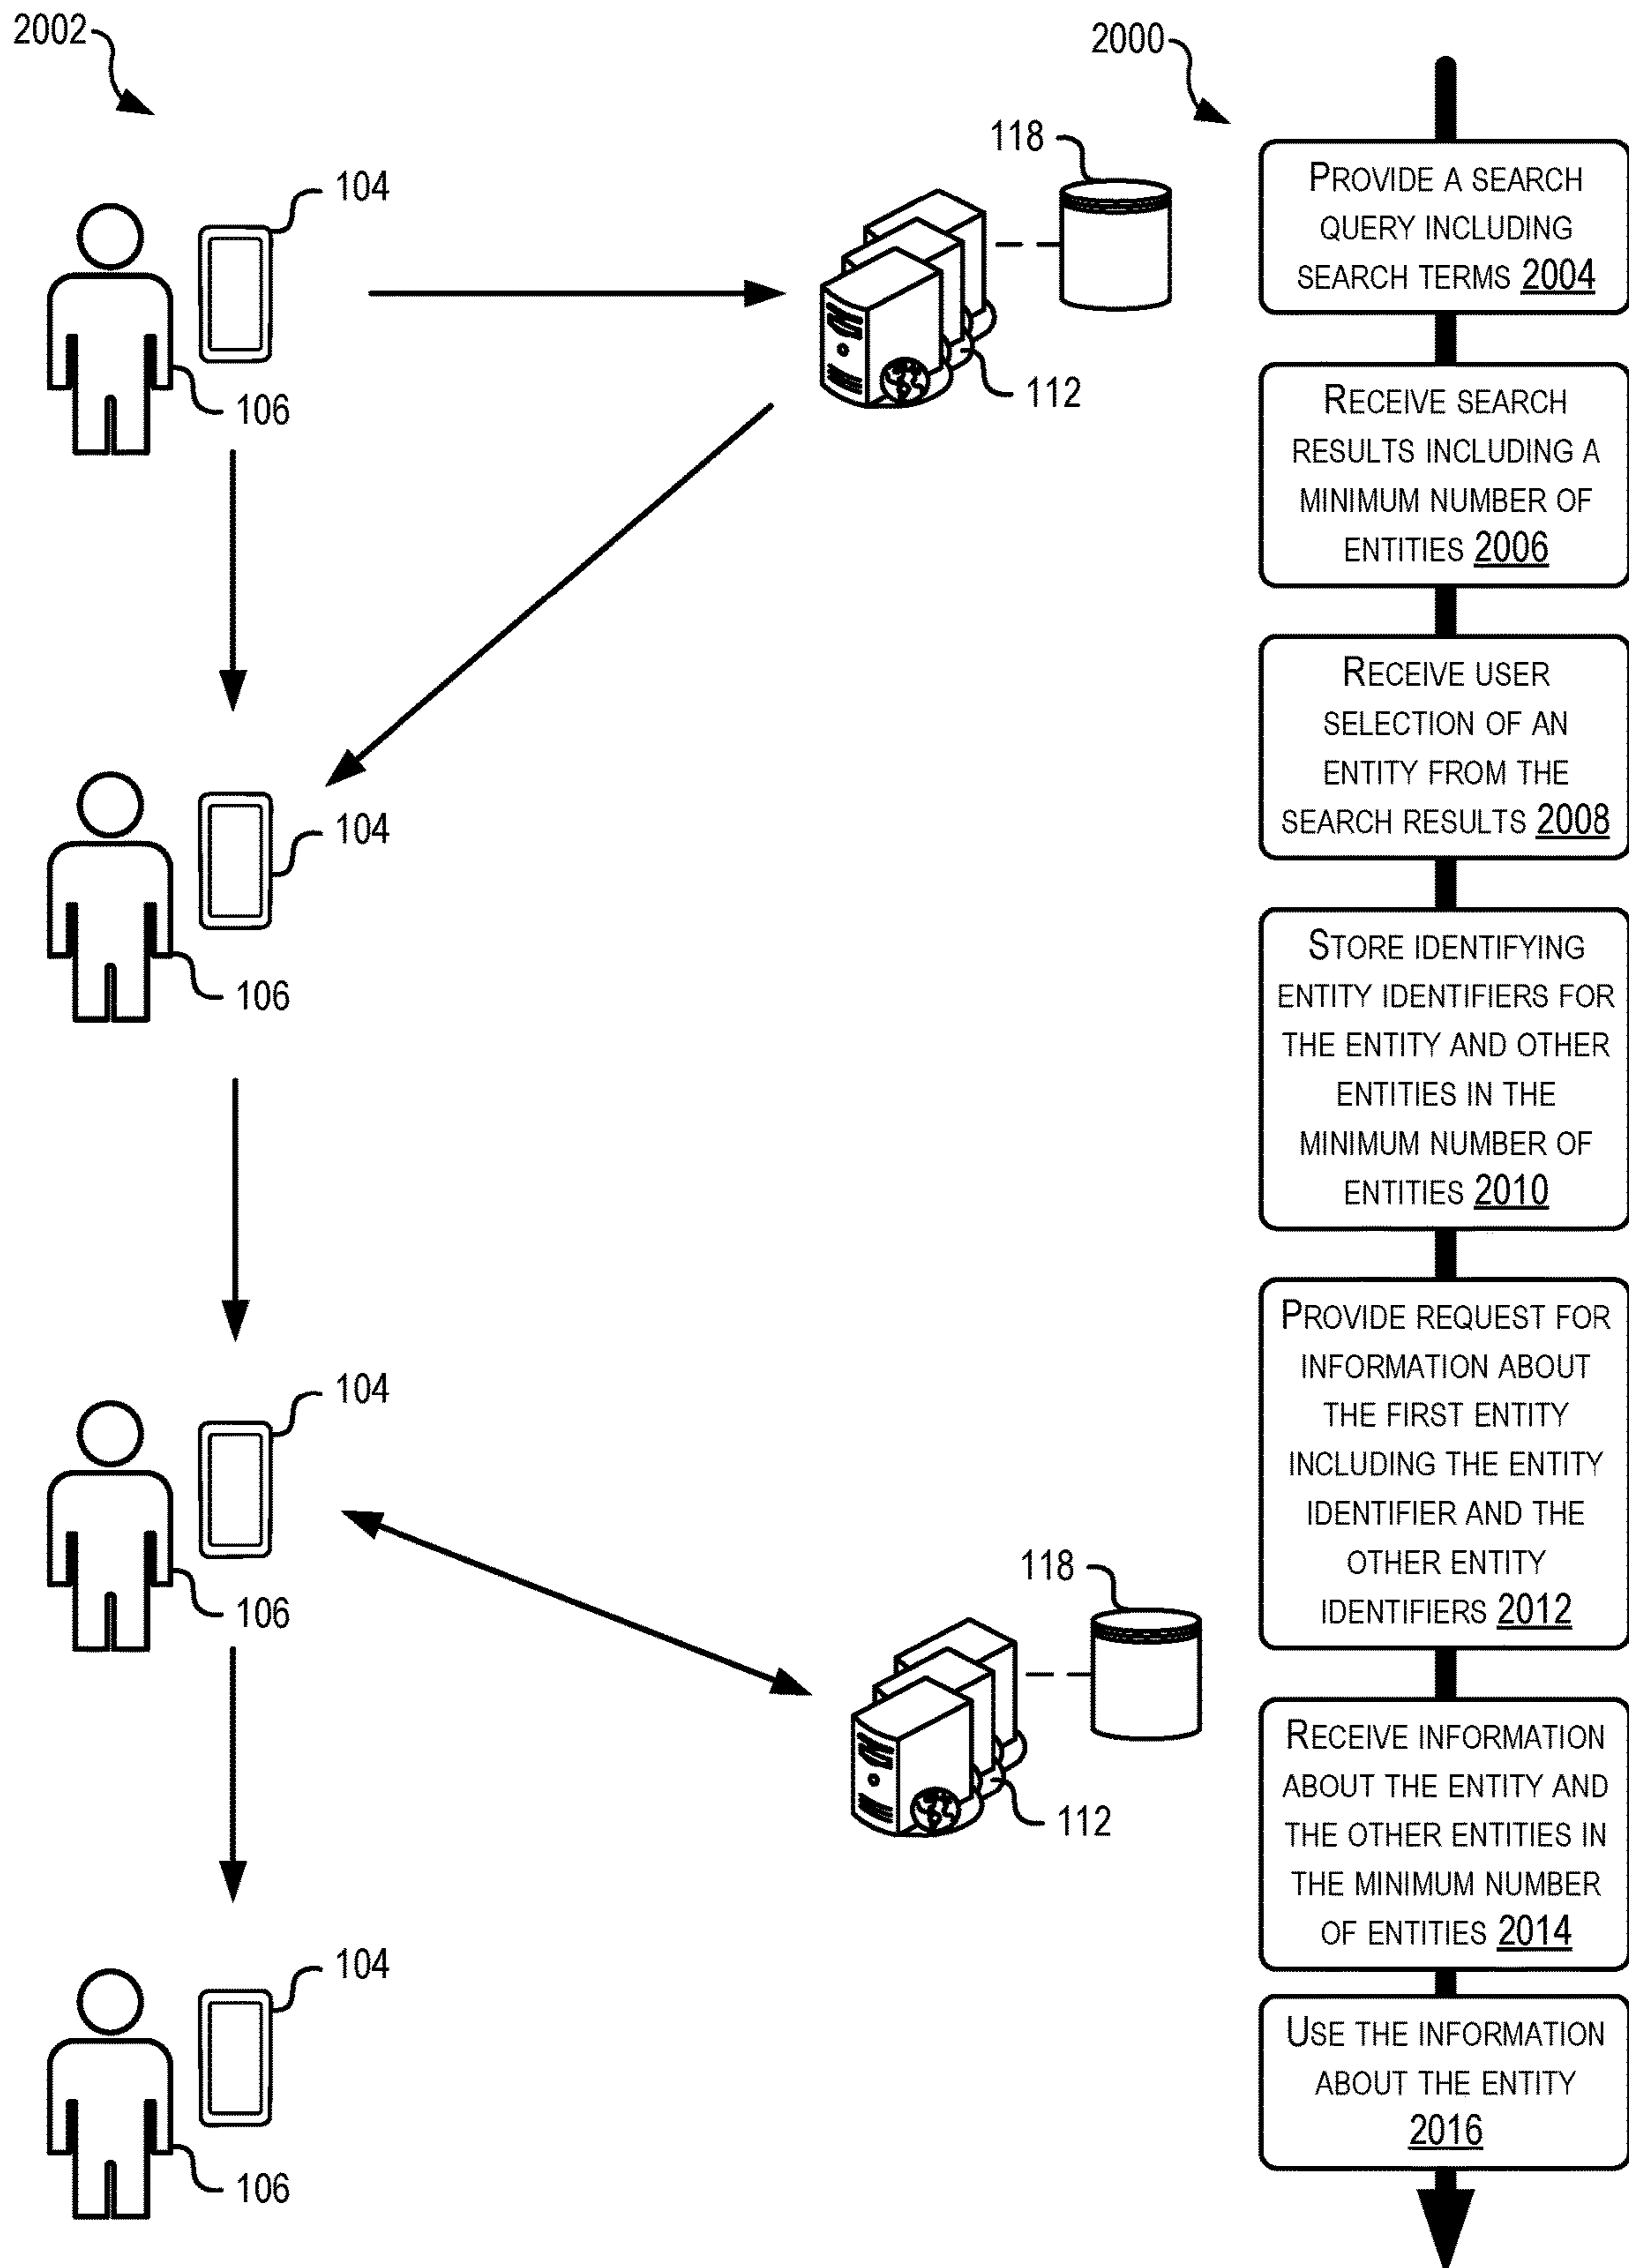 2002
2000
118
104
106
112
104
106
104
106
118
112
104
106
PROVIDE A SEARCH
QUERY INCLUDING
SEARCH TERMS 2004
RECEIVE SEARCH
RESULTS INCLUDING A
MINIMUM NUMBER OF
ENTITIES 2006
RECEIVE USER
SELECTION OF AN
ENTITY FROM THE
SEARCH RESULTS 2008
STORE IDENTIFYING
ENTITY IDENTIFIERS FOR
THE ENTITY AND OTHER
ENTITIES IN THE
MINIMUM NUMBER OF
ENTITIES 2010
PROVIDE REQUEST FOR
INFORMATION ABOUT
THE FIRST ENTITY
INCLUDING THE ENTITY
IDENTIFIER AND THE
OTHER ENTITY
IDENTIFIERS 2012
RECEIVE INFORMATION
ABOUT THE ENTITY AND
THE OTHER ENTITIES IN
THE MINIMUM NUMBER
OF ENTITIES 2014
USE THE INFORMATION
ABOUT THE ENTITY
2016